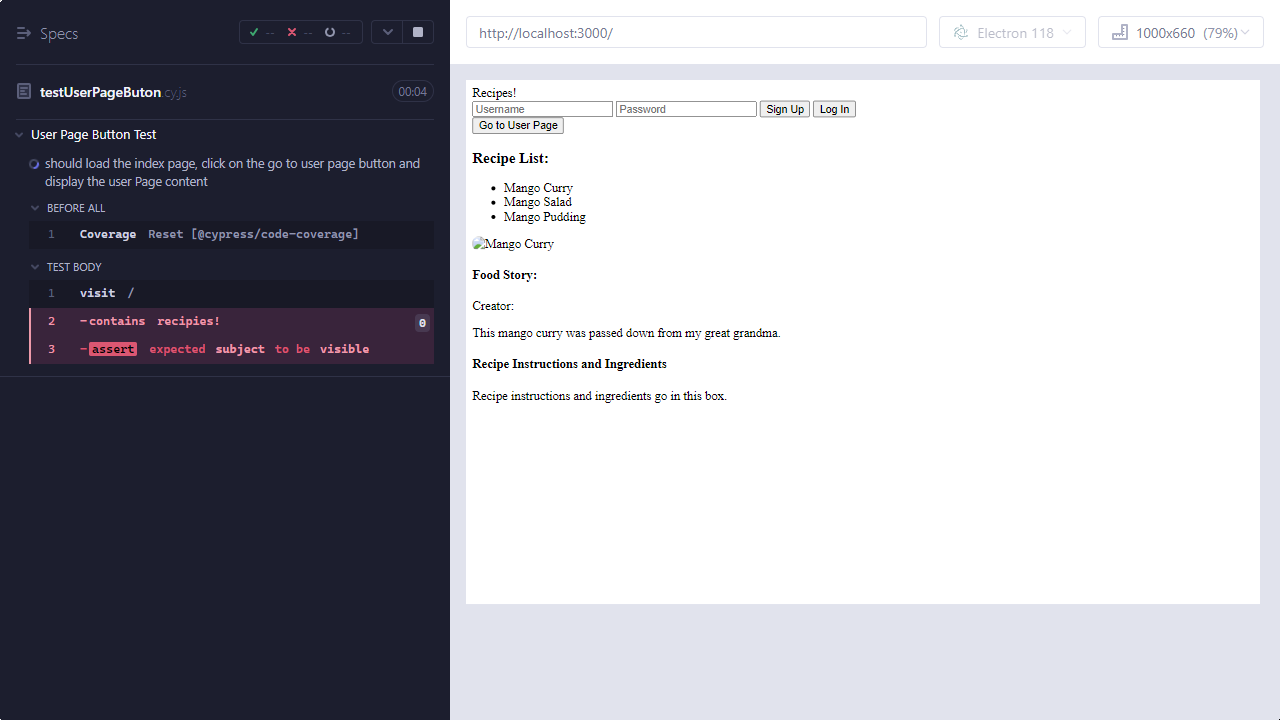 Specs
-- -- --
testUserPageButon.cy.js
00:04
User Page Button Test
should load the index page, click on the go to user page button and
display the user Page content
BEFORE ALL
1 Coverage Reset [@cypress/code-coverage]
TEST BODY
1 visit /
2 -contains recipies! 0
3 -assert expected subject to be visible
http://localhost:3000/
Electron 118
1000x660 (79%)
Recipes!
Username Password Sign Up Log In
Go to User Page
Recipe List:
Mango Curry
Mango Salad
Mango Pudding
Mango Curry
Food Story:
Creator:
This mango curry was passed down from my great grandma.
Recipe Instructions and Ingredients
Recipe instructions and ingredients go in this box.